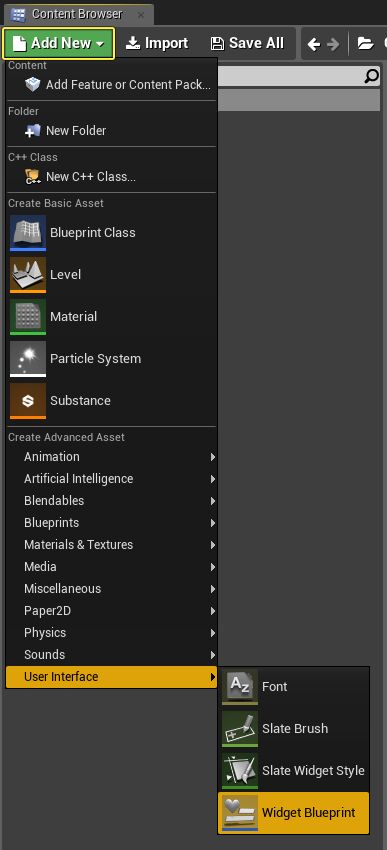 Content Browser
Add New
Import
Save All
Content
Add Feature or Content Pack...
Folder
New Folder
C++ Class
C++
New C++ Class...
Create Basic Asset
Blueprint Class
Level
Material
Particle System
Substance
Create Advanced Asset
Animation
Artificial Intelligence
Blendables
Blueprints
Materials & Textures
Media
Miscellaneous
Paper2D
Physics
Sounds
User Interface
Az
Font
Slate Brush
Slate Widget Style
Widget Blueprint